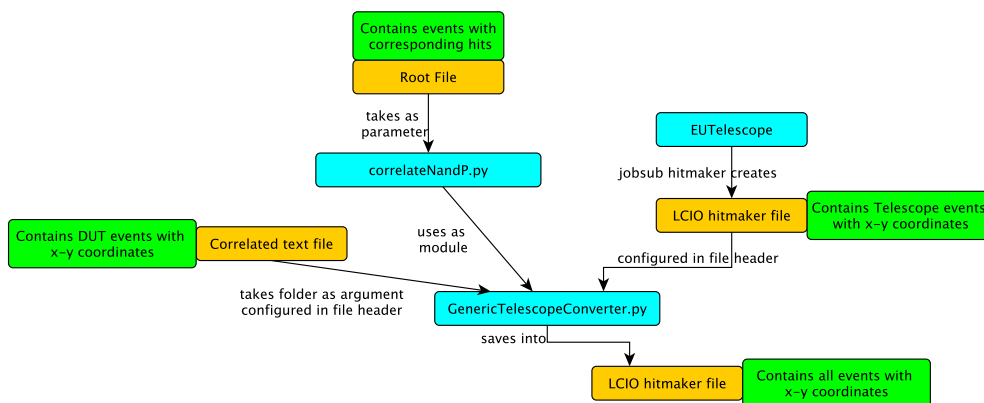 Contains events with
corresponding hits
Root File
takes as
parameter
EUTelescope
correlateNandP.py
jobsub hitmaker creates
LCIO hitmaker file
Contains Telescope events
with x-y coordinates
Contains DUT events with
x-y coordinates
Correlated text file
uses as
module
configured in file header
takes folder as argument
configured in file header
GenericTelescopeConverter.py
saves into
LCIO hitmaker file
Contains all events with
x-y coordinates